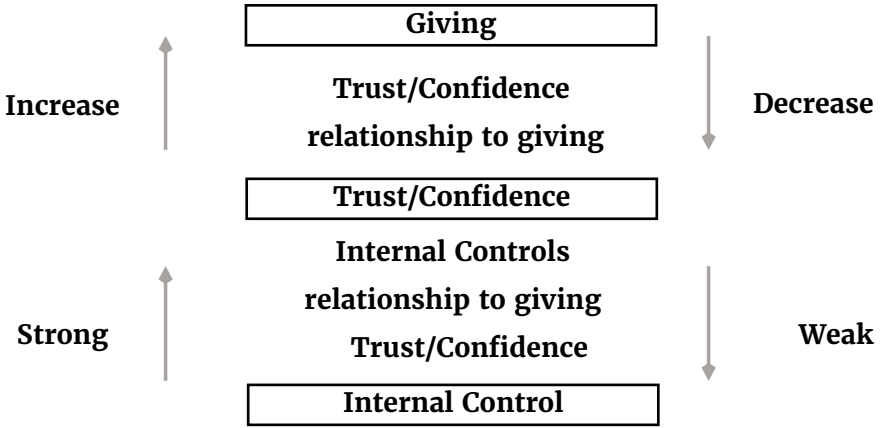 Giving
Increase
Trust/Confidence
relationship to giving
Decrease
Trust/Confidence
Internal Controls
relationship to giving
Trust/Confidence
Strong
Weak
Internal Control